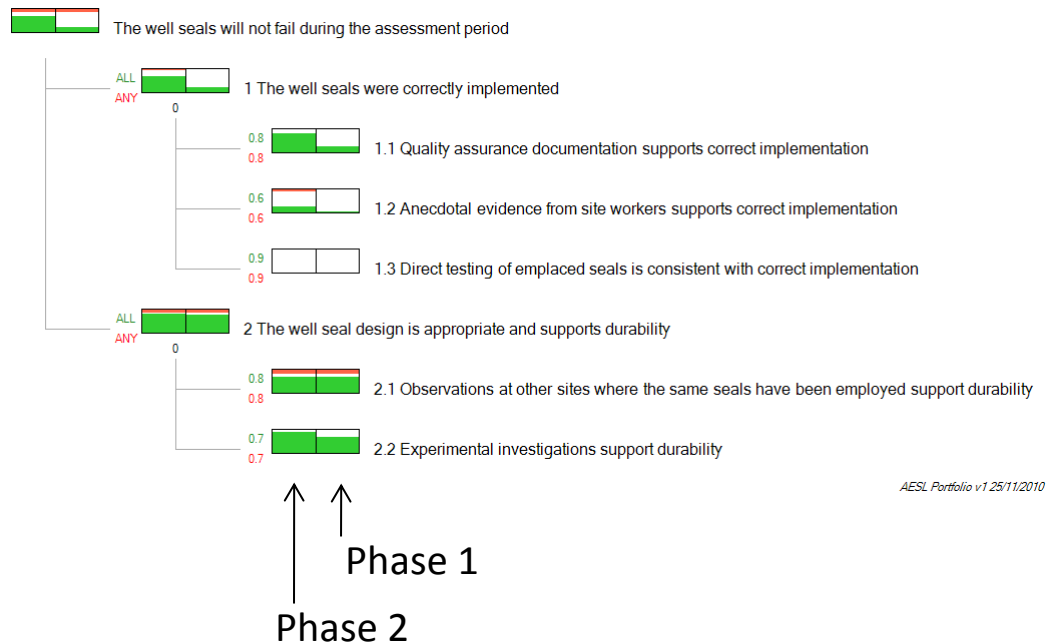 The well seals will not fail during the assessment period
ALL
ANY
1 The well seals were correctly implemented
0
0.8
0.8
1.1 Quality assurance documentation supports correct implementation
0.6
0.6
1.2 Anecdotal evidence from site workers supports correct implementation
0.9
0.9
1.3 Direct testing of emplaced seals is consistent with correct implementation
ALL
ANY
2 The well seal design is appropriate and supports durability
0
0.8
0.8
2.1 Observations at other sites where the same seals have been employed support durability
0.7
0.7
2.2 Experimental investigations support durability
AESL Portfolio v1 25/11/2010
Phase 1
Phase 2